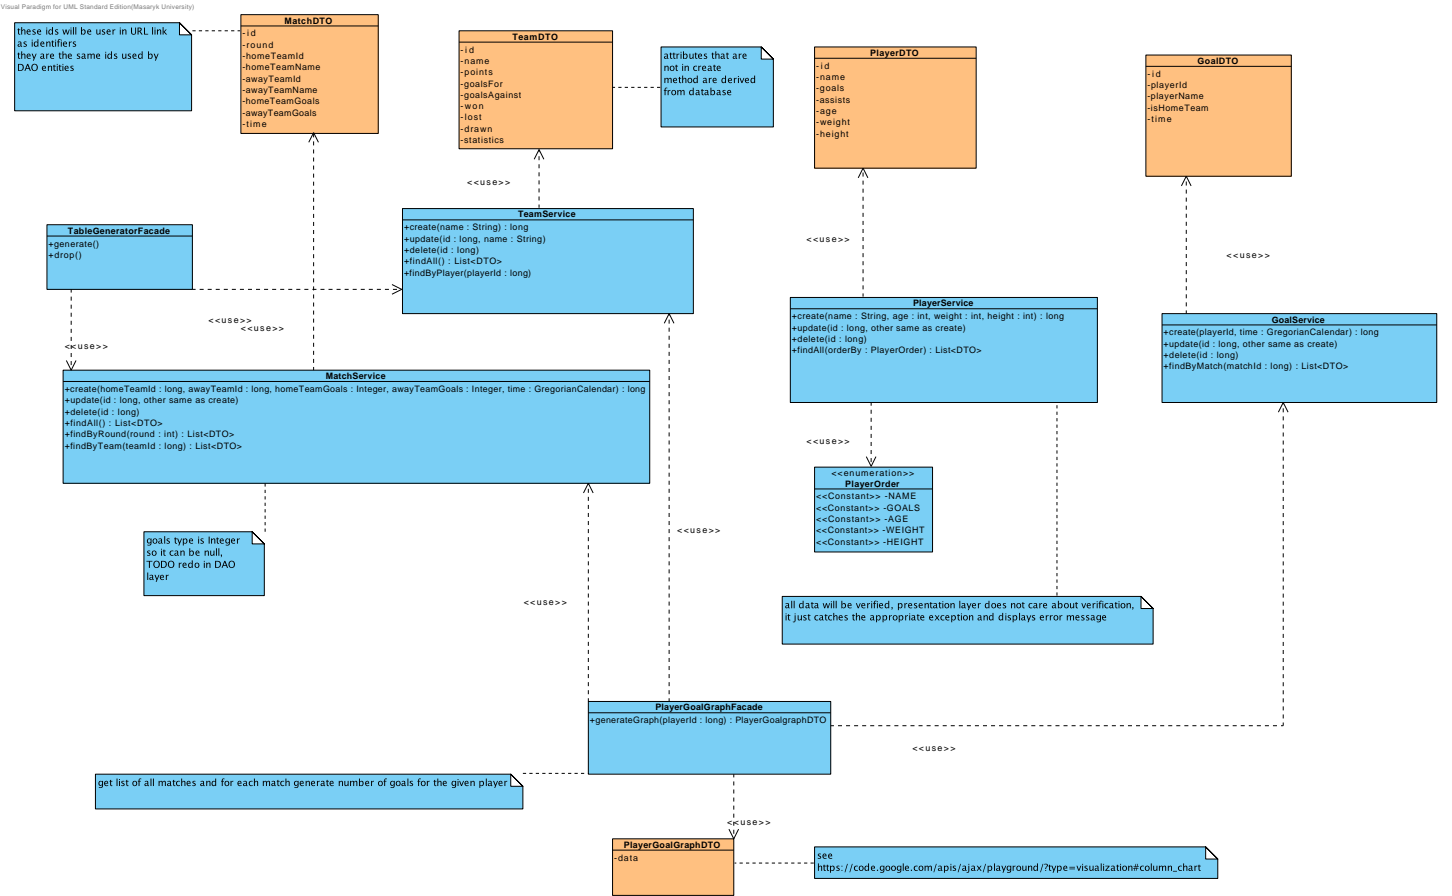 Visual Paradigm for UML Standard Edition(Masaryk University)
these ids will be user in URL link
as identifiers
they are the same ids used by
DAO entities
MatchDTO
-id
-round
-homeTeamId
-homeTeamName
-awayTeamId
-awayTeamName
-homeTeamGoals
-awayTeamGoals
-time
TeamDTO
-id
-name
-points
-goalsFor
-goalsAgainst
-won
-lost
-drawn
-statistics
attributes that are
not in create
method are derived
from database
PlayerDTO
-id
-name
-goals
-assists
-age
-weight
-height
GoalDTO
-id
-playerId
-playerName
-isHomeTeam
-time
<<use>>
TableGeneratorFacade
+generate()
+drop()
TeamService
+create(name : String) : long
+update(id : long, name : String)
+delete(id : long)
+findAll() : List<DTO>
+findByPlayer(playerId : long)
<<use>>
<<use>>
<<use>>
<<use>>
<<use>>
PlayerService
+create(name : String, age : int, weight : int, height : int) : long
+update(id : long, other same as create)
+delete(id : long)
+findAll(orderBy : PlayerOrder) : List<DTO>
GoalService
+create(playerId, time : GregorianCalendar) : long
+update(id : long, other same as create)
+delete(id : long)
+findByMatch(matchId : long) : List<DTO>
MatchService
+create(homeTeamId : long, awayTeamId : long, homeTeamGoals : Integer, awayTeamGoals : Integer, time : GregorianCalendar) : long
+update(id : long, other same as create)
+delete(id : long)
+findAll() : List<DTO>
+findByRound(round : int) : List<DTO>
+findByTeam(teamId : long) : List<DTO>
<<use>>
<<enumeration>>
PlayerOrder
<<Constant>> -NAME
<<Constant>> -GOALS
<<Constant>> -AGE
<<Constant>> -WEIGHT
<<Constant>> -HEIGHT
goals type is Integer
so it can be null,
TODO redo in DAO
layer
<<use>>
<<use>>
all data will be verified, presentation layer does not care about verification,
it just catches the appropriate exception and displays error message
PlayerGoalGraphFacade
+generateGraph(playerId : long) : PlayerGoalgraphDTO
<<use>>
get list of all matches and for each match generate number of goals for the given player
<<use>>
PlayerGoalGraphDTO
-data
see
https://code.google.com/apis/ajax/playground/?type=visualization#column_chart